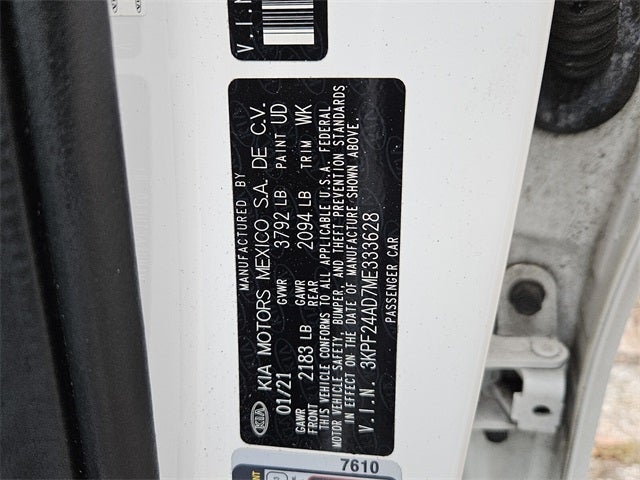 V.I.N
MANUFACTURED BY
KIA KIA MOTORS MEXICO S.A. DE C.V.
01/21 GVWR 3792 LB PAINT UD
GAWR FRONT 2183 LB GAWR REAR 2094 LB TRIM WK
THIS VEHICLE CONFORMS TO ALL APPLICABLE U.S.A. FEDERAL
MOTOR VEHICLE SAFETY, BUMPER, AND THEFT PREVENTION STANDARDS
IN EFFECT ON THE DATE OF MANUFACTURE SHOWN ABOVE.
V.I.N. 3KPF24AD7ME333628
PASSENGER CAR
7610